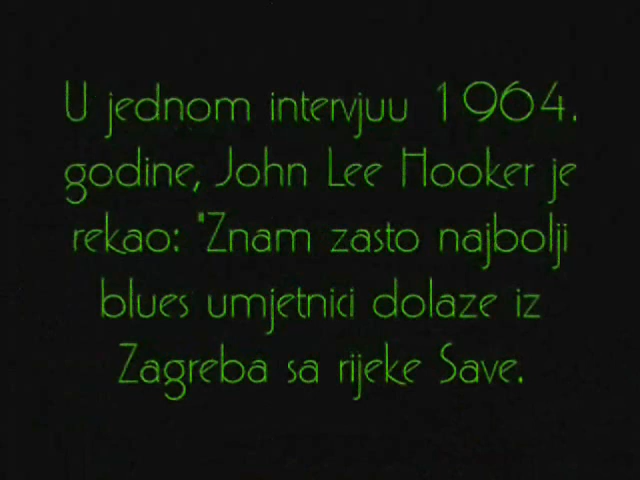 U jednom intervjuu 1964.
godine, John Lee Hooker je
rekao: "Znam zasto najbolji
blues umjetnici dolaze iz
Zagreba sa rijeke Save.